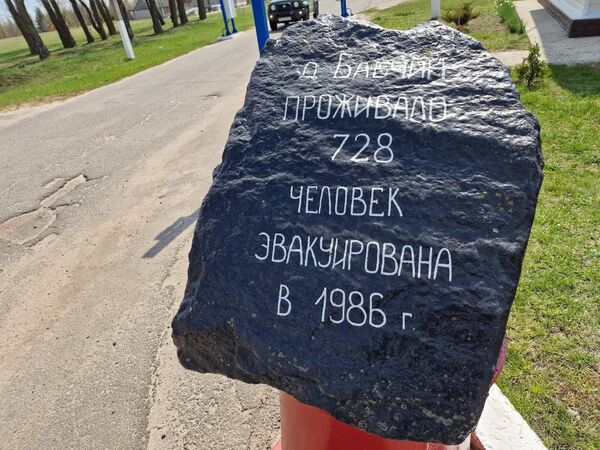 Д БАБЧИН
ПРОЖИВАЛО
728
ЧЕЛОВЕК
ЭВАКУИРОВАНА
В 1986 г.